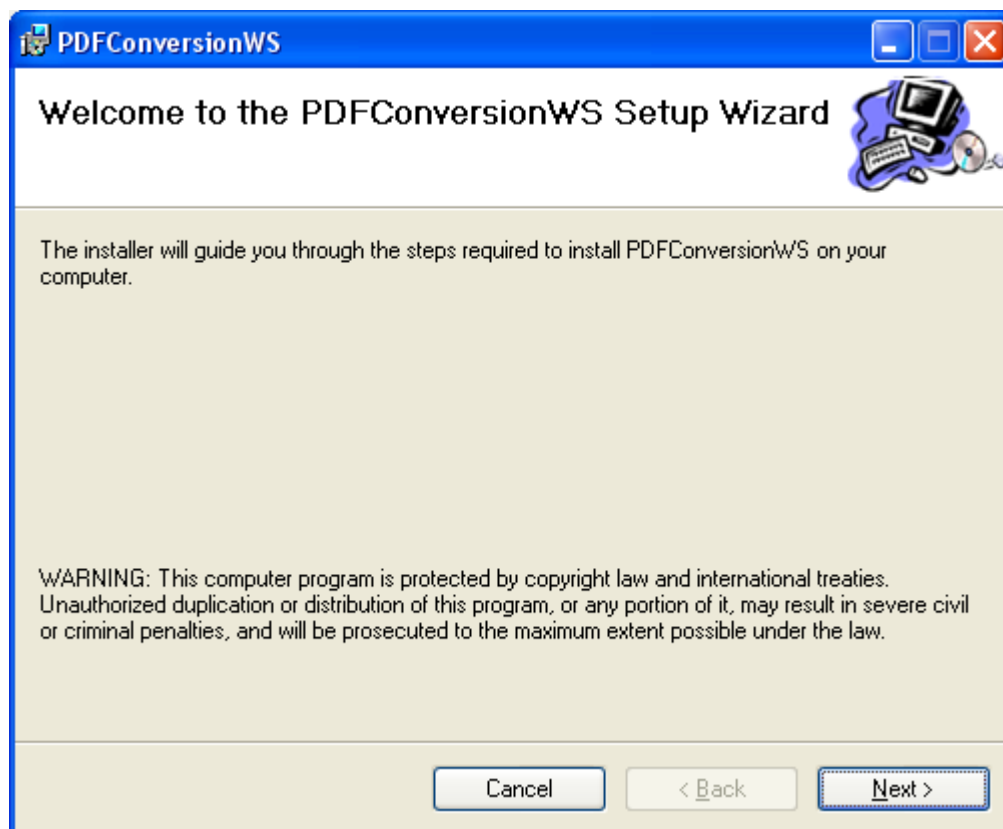 PDFConversionWS
Welcome to the PDFConversionWS Setup Wizard
The installer will guide you through the steps required to install PDFConversionWS on your
computer.
WARNING: This computer program is protected by copyright law and international treaties.
Unauthorized duplication or distribution of this program, or any portion of it, may result in severe civil
or criminal penalties, and will be prosecuted to the maximum extent possible under the law.
Cancel < Back Next >